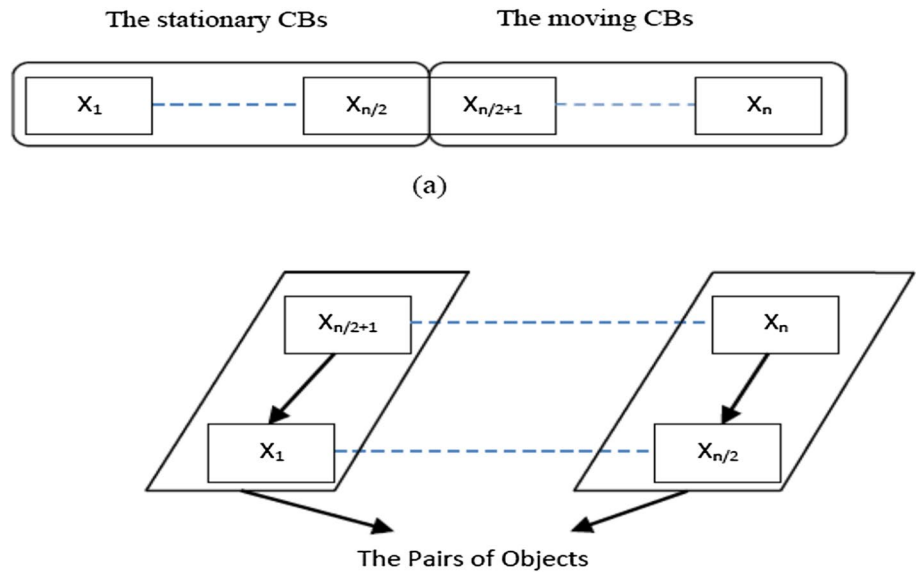 The stationary CBs The moving CBs
X1 Xn/2 Xn/2+1 Xn
(a)
Xn/2+1 Xn
X1 Xn/2
The Pairs of Objects